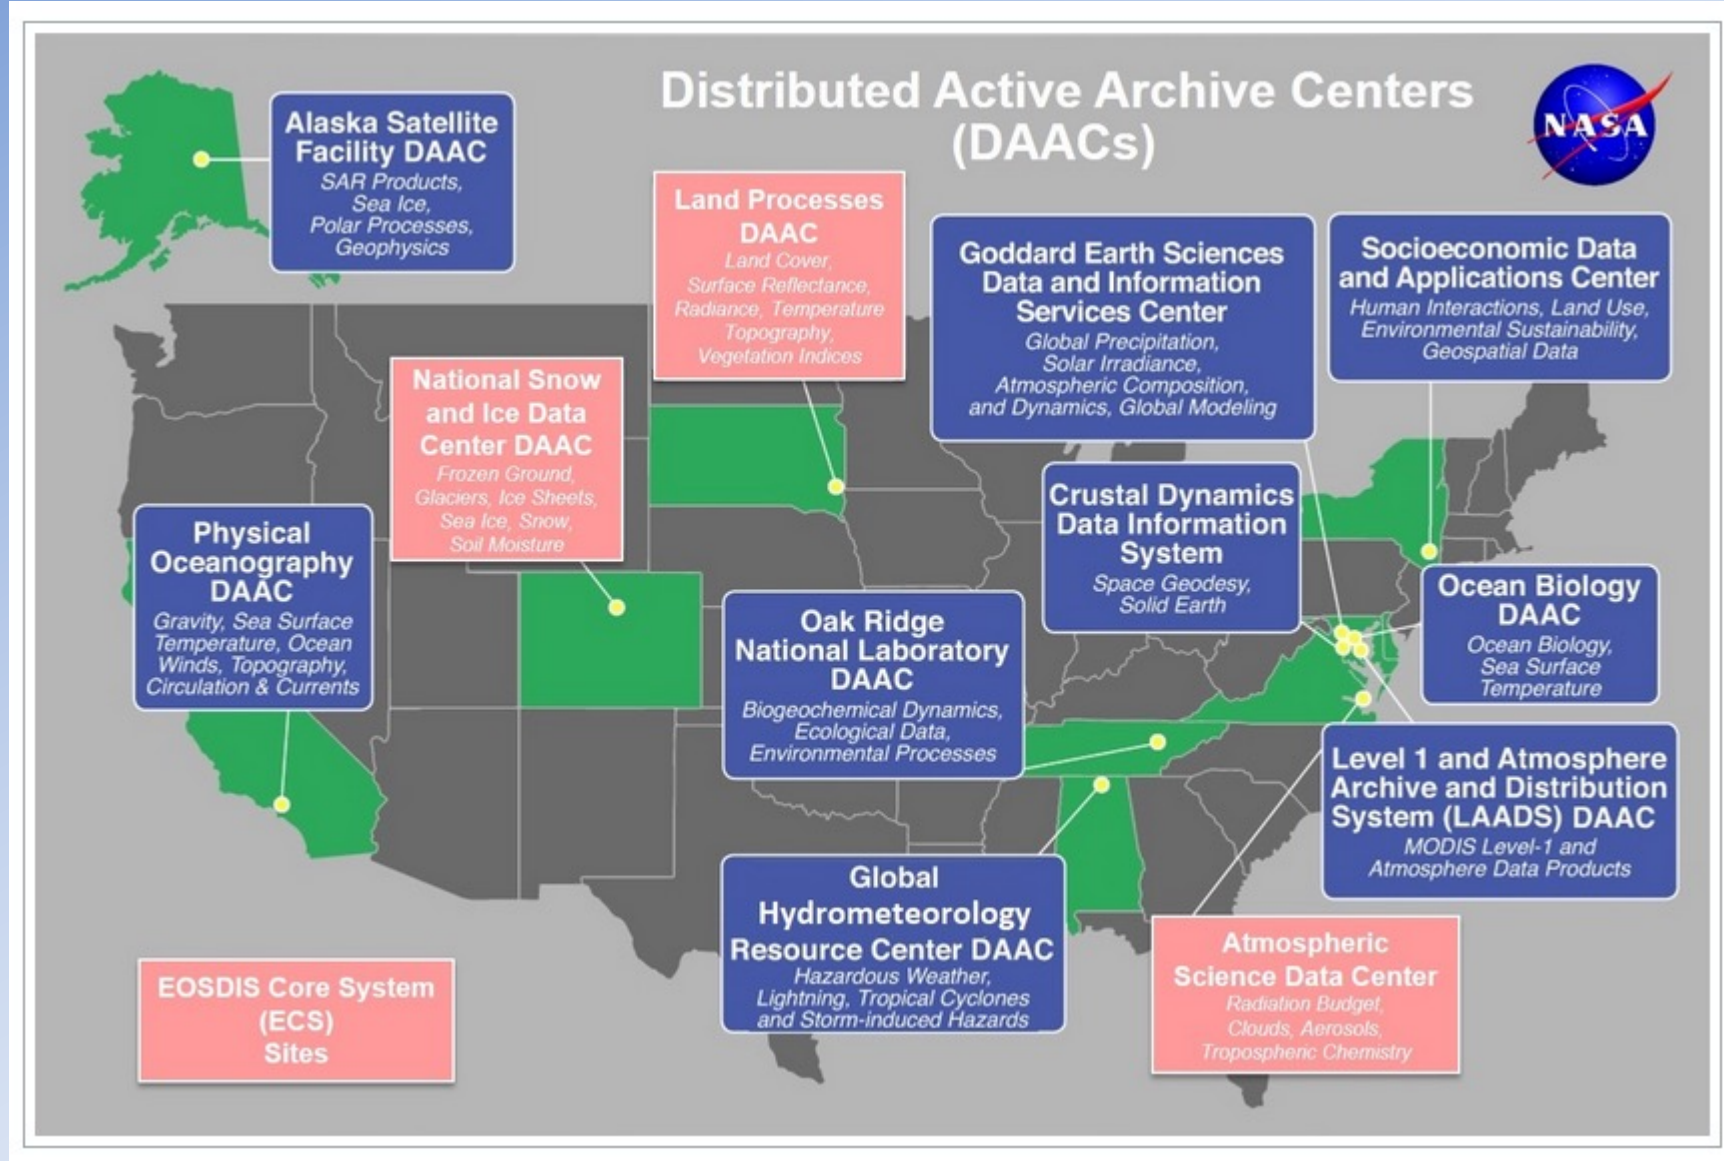 Distributed Active Archive Centers
(DAACs)
NASA
Alaska Satellite
Facility DAAC
SAR Products,
Sea Ice,
Polar Processes,
Geophysics
Land Processes
DAAC
Land Cover,
Surface Reflectance,
Radiance, Temperature
Topography,
Vegetation Indices
Goddard Earth Sciences
Data and Information
Services Center
Global Precipitation,
Solar Irradiance,
Atmospheric Composition,
and Dynamics, Global Modeling
Socioeconomic Data
and Applications Center
Human Interactions, Land Use,
Environmental Sustainability,
Geospatial Data
National Snow
and Ice Data
Center DAAC
Frozen Ground,
Glaciers, Ice Sheets,
Sea Ice, Snow,
Soil Moisture
Crustal Dynamics
Data Information
System
Space Geodesy,
Solid Earth
Physical
Oceanography
DAAC
Gravity, Sea Surface
Temperature, Ocean
Winds, Topography,
Circulation & Currents
Oak Ridge
National Laboratory
DAAC
Biogeochemical Dynamics,
Ecological Data,
Environmental Processes
Ocean Biology
DAAC
Ocean Biology,
Sea Surface
Temperature
Level 1 and Atmosphere
Archive and Distribution
System (LAADS) DAAC
MODIS Level-1 and
Atmosphere Data Products
Global
Hydrometeorology
Resource Center DAAC
Hazardous Weather,
Lightning, Tropical Cyclones
and Storm-induced Hazards
Atmospheric
Science Data Center
Radiation Budget,
Clouds, Aerosols,
Tropospheric Chemistry
EOSDIS Core System
(ECS)
Sites